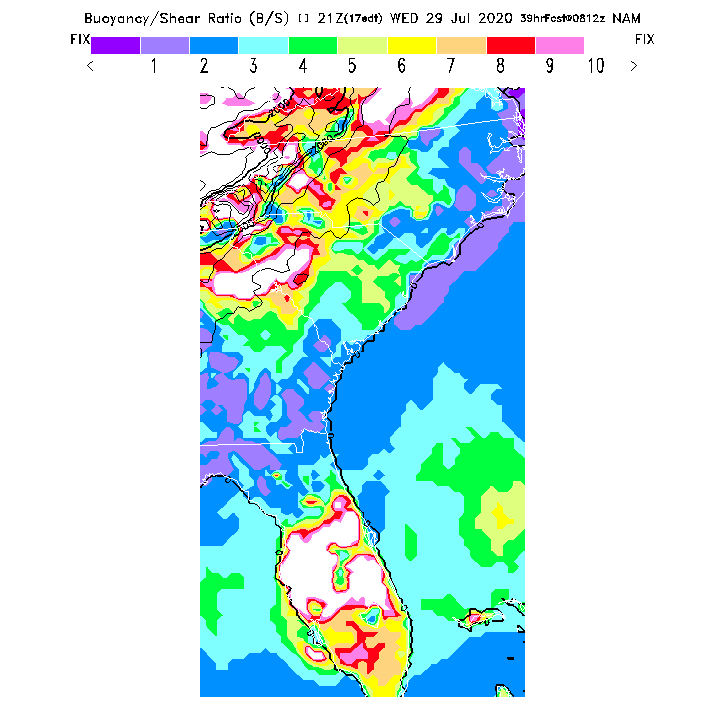 Buoyancy/Shear Ratio (B/S) [] 21Z(17edt) WED 29 Jul 2020 39hrFcst@0812z NAM
FIX FIX
< 1 2 3 4 5 6 7 8 9 10 >
2000